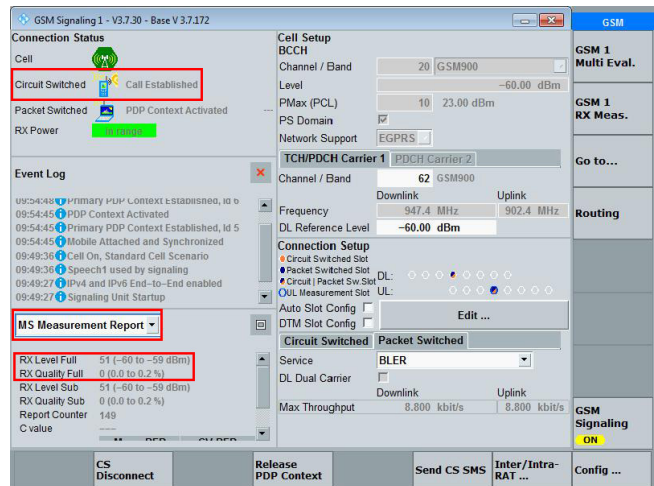 GSM Signaling 1 - V3.7.30 - Base V 3.7.172
GSM
Connection Status
Cell
Circuit Switched Call Established
Packet Switched PDP Context Activated ---
RX Power in range
Event Log
09:54:48 Primary PDP Context Established, Id 6
09:54:45 PDP Context Activated
09:54:45 Primary PDP Context Established, Id 5
09:54:45 Mobile Attached and Synchronized
09:49:36 Cell On, Standard Cell Scenario
09:49:36 Speech1 used by signaling
09:49:27 IPv4 and IPv6 End-to-End enabled
09:49:27 Signaling Unit Startup
MS Measurement Report
RX Level Full 51 (-60 to -59 dBm)
RX Quality Full 0 (0.0 to 0.2 %)
RX Level Sub 51 (-60 to -59 dBm)
RX Quality Sub 0 (0.0 to 0.2 %)
Report Counter 149
C value ---
Cell Setup
BCCH
Channel / Band 20 GSM900
Level -60.00 dBm
PMax (PCL) 10 23.00 dBm
PS Domain
Network Support EGPRS
TCH/PDCH Carrier 1 PDCH Carrier 2
Channel / Band 62 GSM900
Downlink Uplink
Frequency 947.4 MHz 902.4 MHz
DL Reference Level -60.00 dBm
Connection Setup
Circuit Switched Slot
Packet Switched Slot
Circuit | Packet Sw.Slot
UL Measurement Slot
DL:
UL:
Auto Slot Config
DTM Slot Config
Edit ...
Circuit Switched Packet Switched
Service BLER
DL Dual Carrier
Downlink Uplink
Max Throughput 8.800 kbit/s 8.800 kbit/s
GSM 1
Multi Eval.
GSM 1
RX Meas.
Go to...
Routing
GSM
Signaling
ON
CS
Disconnect
Release
PDP Context
Send CS SMS
Inter/Intra-
RAT ...
Config ...